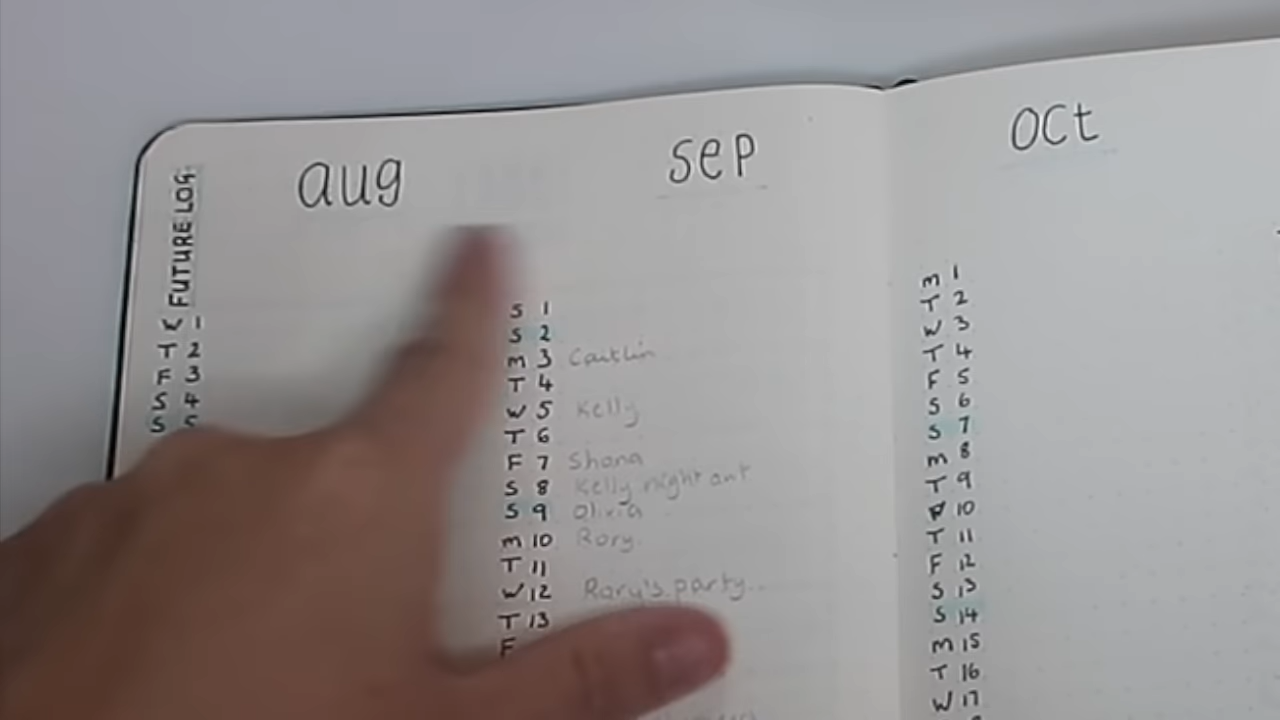 FUTURE LOG.
aug
W 1
T 2
F 3
S 4
S 5
sep
S 1
S 2
M 3 Caitlin
T 4
W 5 Kelly
T 6
F 7 Shona
S 8 Kelly night out
S 9 Olivia
M 10 Rory.
T 11
W 12 Rory's party..
T 13
F
oct
M 1
T 2
W 3
T 4
F 5
S 6
S 7
M 8
T 9
W 10
T 11
F 12
S 13
S 14
M 15
T 16
W 17